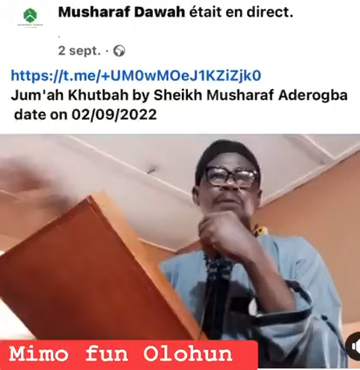 Musharaf Dawah était en direct.
2 sept. ·
https://t.me/+UM0wMOeJ1KZiZjk0
Jum'ah Khutbah by Sheikh Musharaf Aderogba
date on 02/09/2022
Mimo fun Olohun